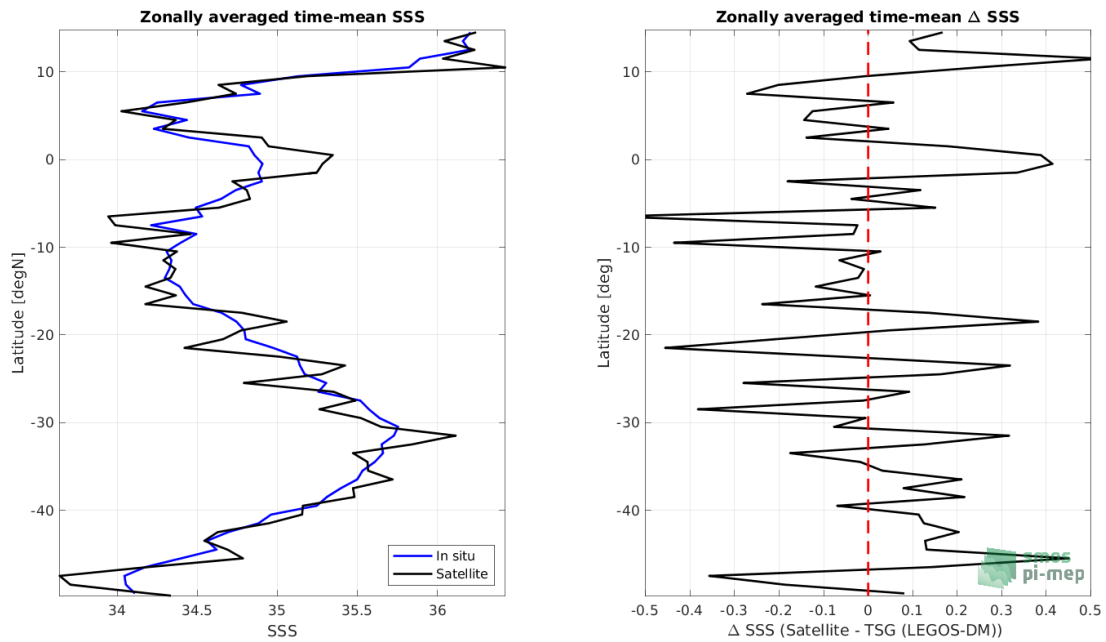 Zonally averaged time-mean SSS
Latitude [degN]
10
0
-10
-20
-30
-40
34
34.5
35
35.5
36
SSS
In situ
Satellite
Zonally averaged time-mean Δ SSS
Latitude [deg]
10
0
-10
-20
-30
-40
-0.5
-0.4
-0.3
-0.2
-0.1
0
0.1
0.2
0.3
0.4
0.5
Δ SSS (Satellite - TSG (LEGOS-DM))
smos
pi-mep